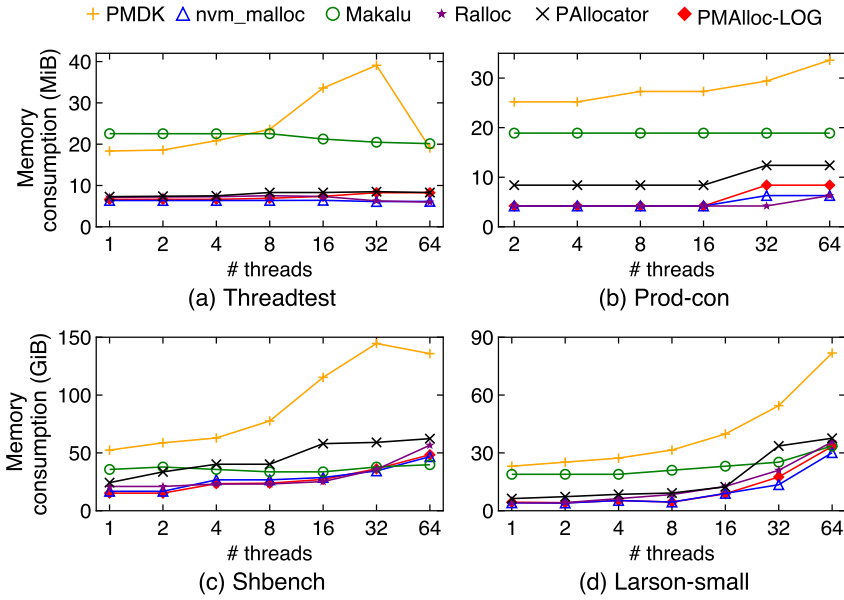 PMDK nvm_malloc Makalu Ralloc PAllocator PMAlloc-LOG
Memory consumption (MiB)
40
30
20
10
0
1 2 4 8 16 32 64
# threads
(a) Threadtest
30
20
10
0
2 4 8 16 32 64
# threads
(b) Prod-con
Memory consumption (GiB)
150
100
50
0
1 2 4 8 16 32 64
# threads
(c) Shbench
90
60
30
0
1 2 4 8 16 32 64
# threads
(d) Larson-small